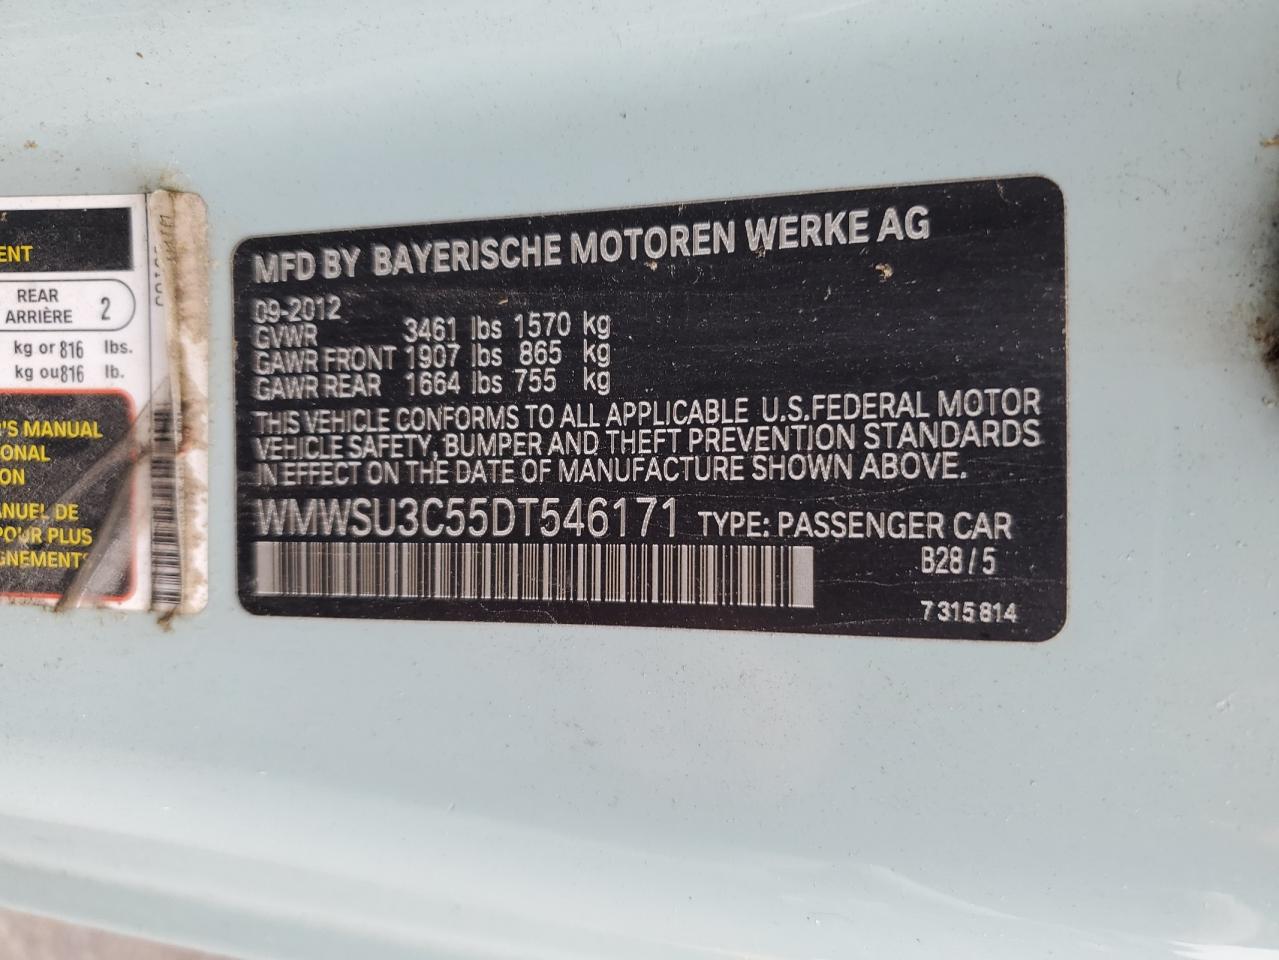 ENT
REAR
ARRIÈRE 2
kg or 816 lbs.
kg ou 816 lb.
'S MANUAL
ONAL
ION
NUEL DE
POUR PLUS
GNEMENTS
MFD BY BAYERISCHE MOTOREN WERKE AG
09-2012
GVWR 3461 lbs 1570 kg
GAWR FRONT 1907 lbs 865 kg
GAWR REAR 1664 lbs 755 kg
THIS VEHICLE CONFORMS TO ALL APPLICABLE U.S.FEDERAL MOTOR
VEHICLE SAFETY, BUMPER AND THEFT PREVENTION STANDARDS
IN EFFECT ON THE DATE OF MANUFACTURE SHOWN ABOVE.
WMWSU3C55DT546171 TYPE: PASSENGER CAR
B28 / 5
7 315 814